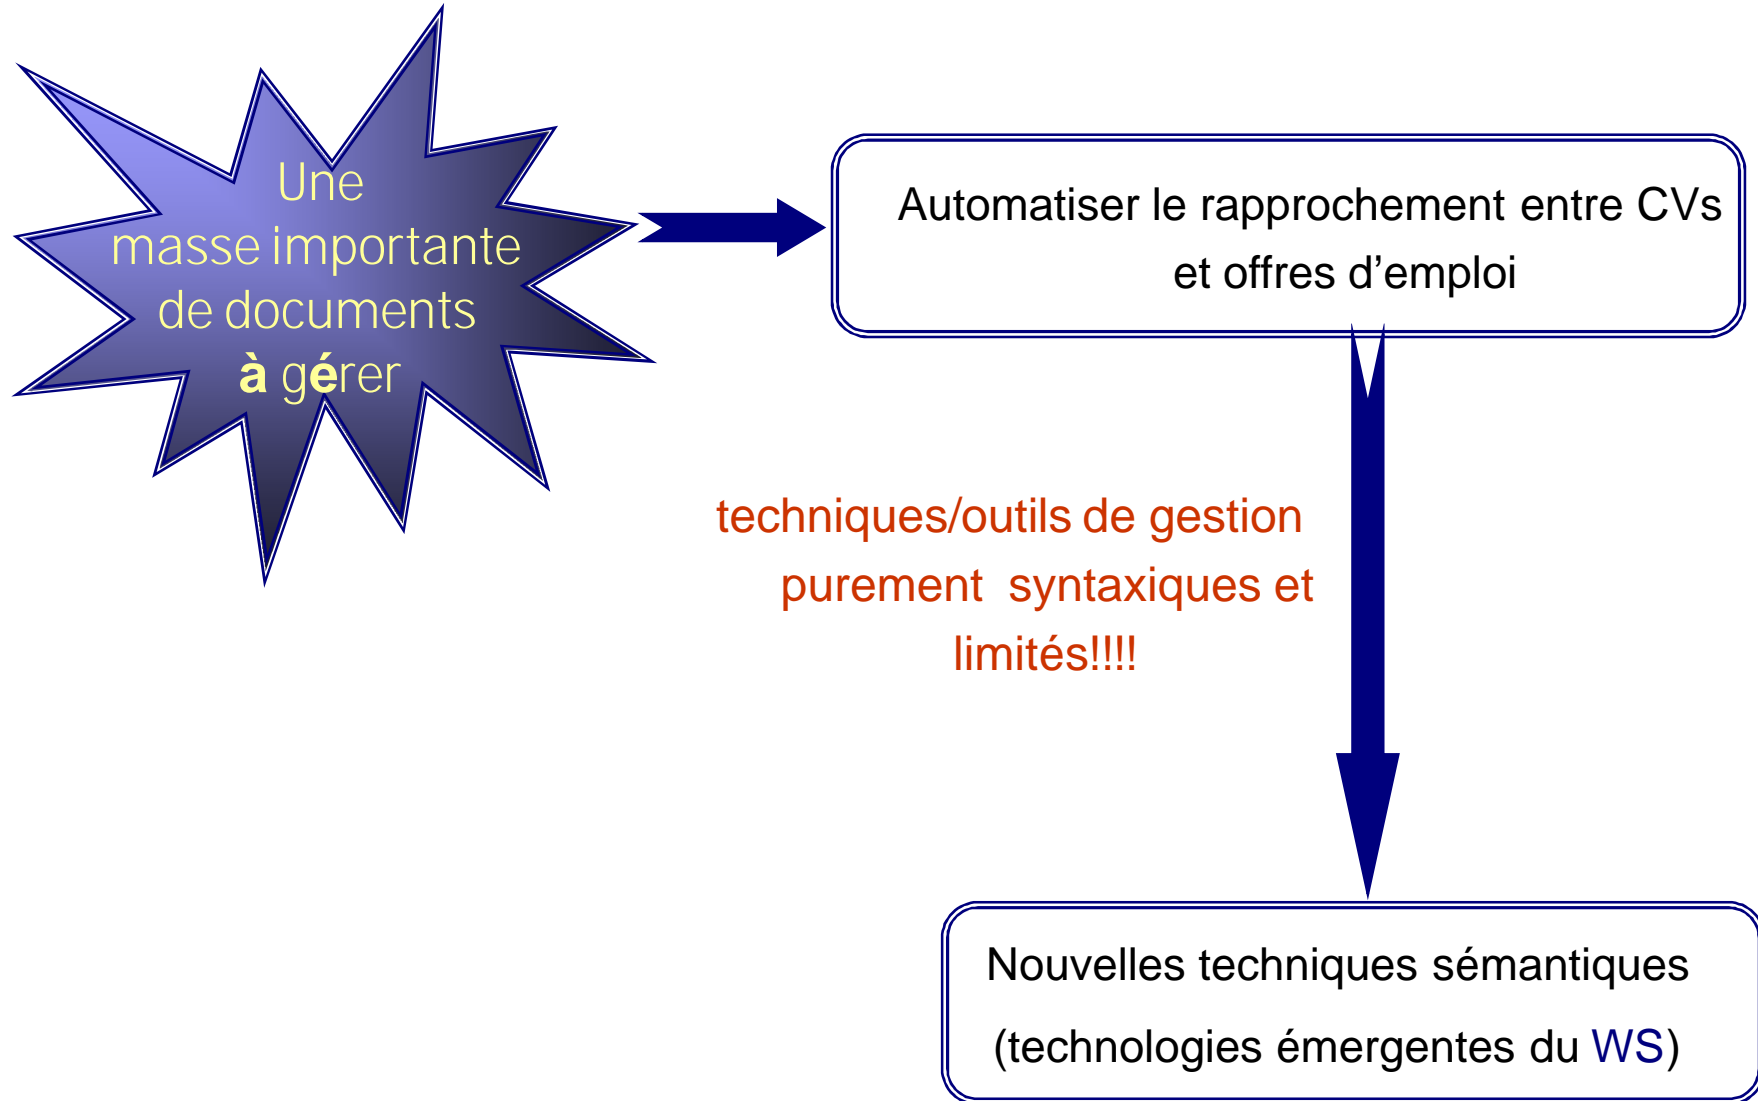 Une
masse importante
de documents
à gérer
Automatiser le rapprochement entre CVs
et offres d’emploi
techniques/outils de gestion
purement syntaxiques et
limités!!!!
Nouvelles techniques sémantiques
(technologies émergentes du WS)